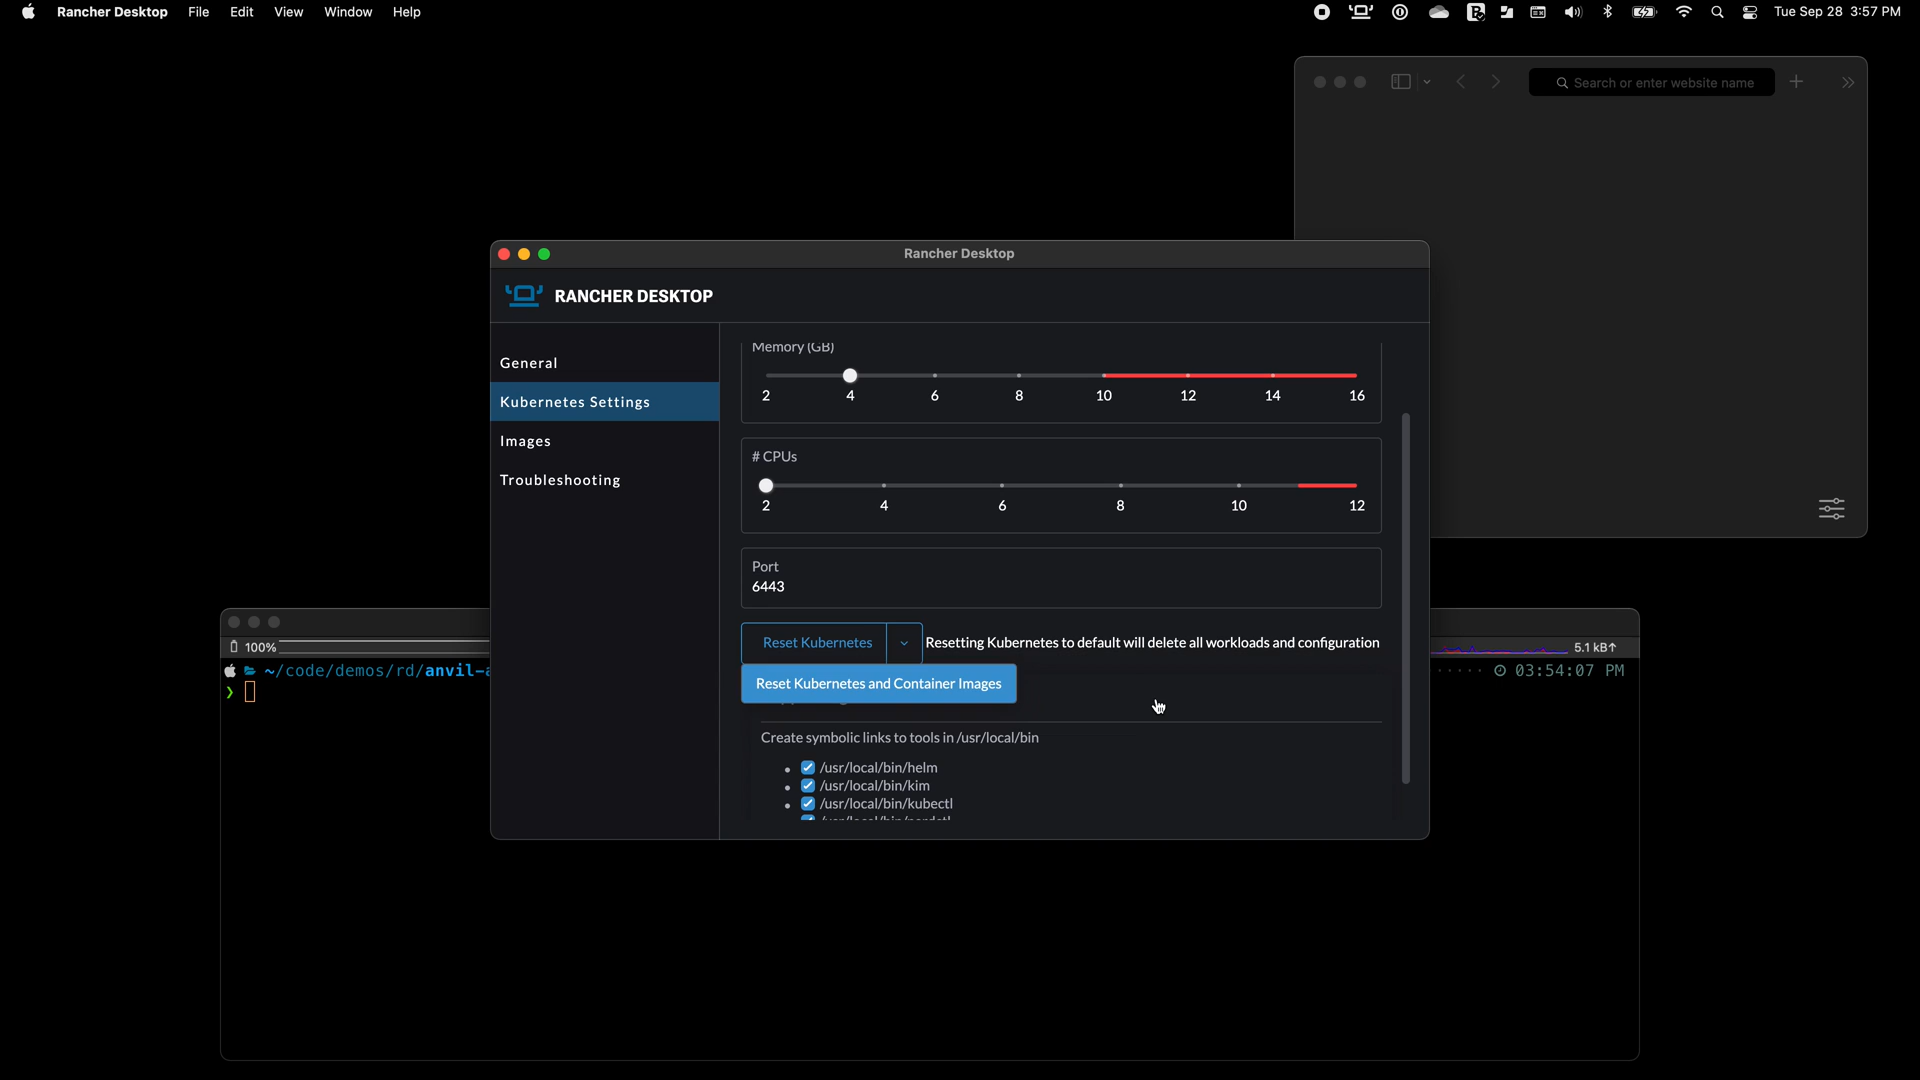 Rancher Desktop File Edit View Window Help
Tue Sep 28 3:57 PM
Search or enter website name
Rancher Desktop
RANCHER DESKTOP
General
Kubernetes Settings
Images
Troubleshooting
Memory (GB)
2 4 6 8 10 12 14 16
# CPUs
2 4 6 8 10 12
Port
6443
Reset Kubernetes
Resetting Kubernetes to default will delete all workloads and configuration
Reset Kubernetes and Container Images
Create symbolic links to tools in /usr/local/bin
/usr/local/bin/helm
/usr/local/bin/kim
/usr/local/bin/kubectl
100%
5.1 kB↑
~/code/demos/rd/anvil-
03:54:07 PM
❯